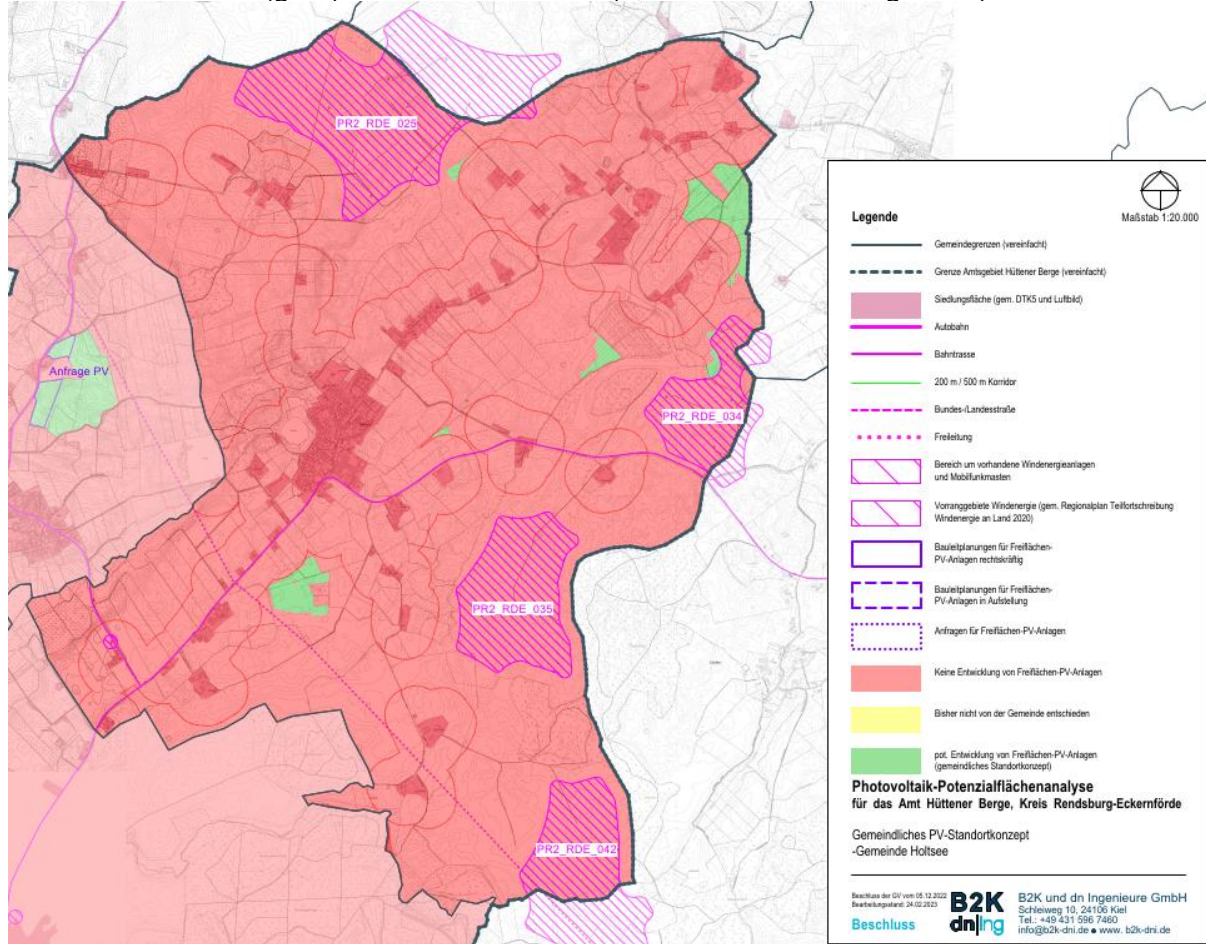 PR2_RDE_025
Anfrage PV
PR2_RDE_034
PR2_RDE_035
PR2_RDE_042
Legende
Maßstab 1:20.000
Gemeindegrenzen (vereinfacht)
Grenze Amtsgebiet Hüttener Berge (vereinfacht)
Siedlungsfläche (gem. DTK5 und Luftbild)
Autobahn
Bahntrasse
200 m / 500 m Korridor
Bundes-/Landesstraße
Freileitung
Bereich um vorhandene Windenergieanlagen
und Mobilfunkmasten
Vorranggebiete Windenergie (gem. Regionalplan Teilfortschreibung
Windenergie an Land 2020)
Bauleitplanungen für Freiflächen-
PV-Anlagen rechtskräftig
Bauleitplanungen für Freiflächen-
PV-Anlagen in Aufstellung
Anfragen für Freiflächen-PV-Anlagen
Keine Entwicklung von Freiflächen-PV-Anlagen
Bisher nicht von der Gemeinde entschieden
pot. Entwicklung von Freiflächen-PV-Anlagen
(gemeindliches Standortkonzept)
Photovoltaik-Potenzialflächenanalyse
für das Amt Hüttener Berge, Kreis Rendsburg-Eckernförde
Gemeindliches PV-Standortkonzept
-Gemeinde Holtsee
Beschluss der GV vom 05.12.2022
Bearbeitungsstand: 24.02.2023
Beschluss
B2K
dn|ing
B2K und dn Ingenieure GmbH
Schleiweg 10, 24106 Kiel
Tel.: +49 431 596 7460
info@b2k-dni.de ● www. b2k-dni.de